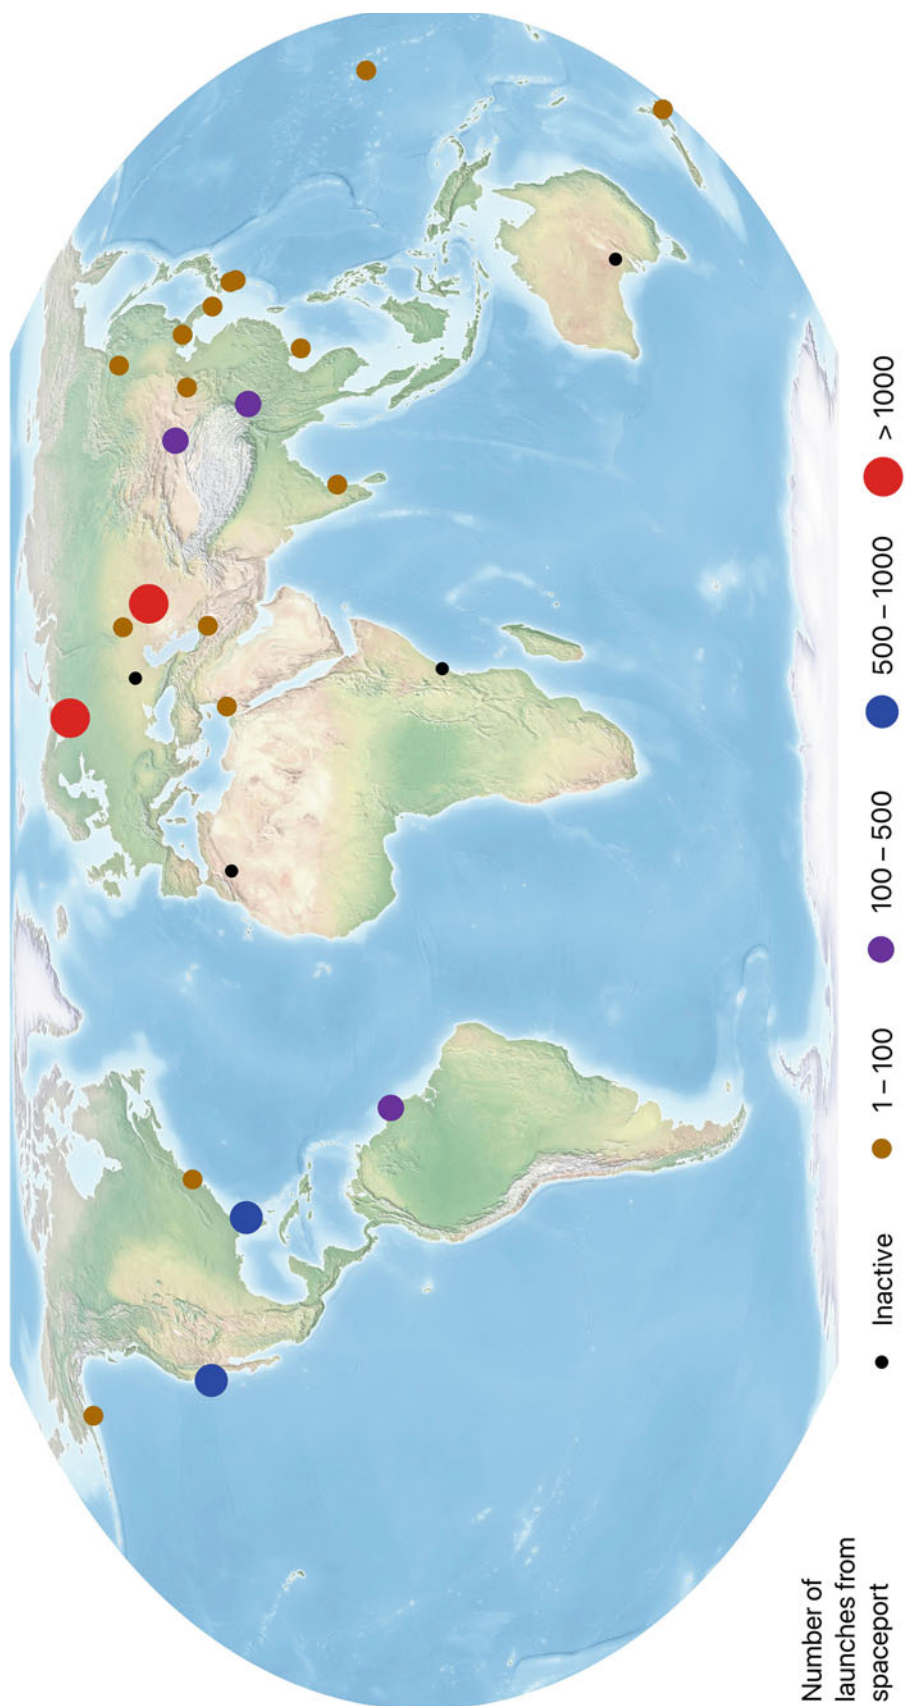 Number of
launches from
spaceport
Inactive
1 – 100
100 – 500
500 – 1000
> 1000